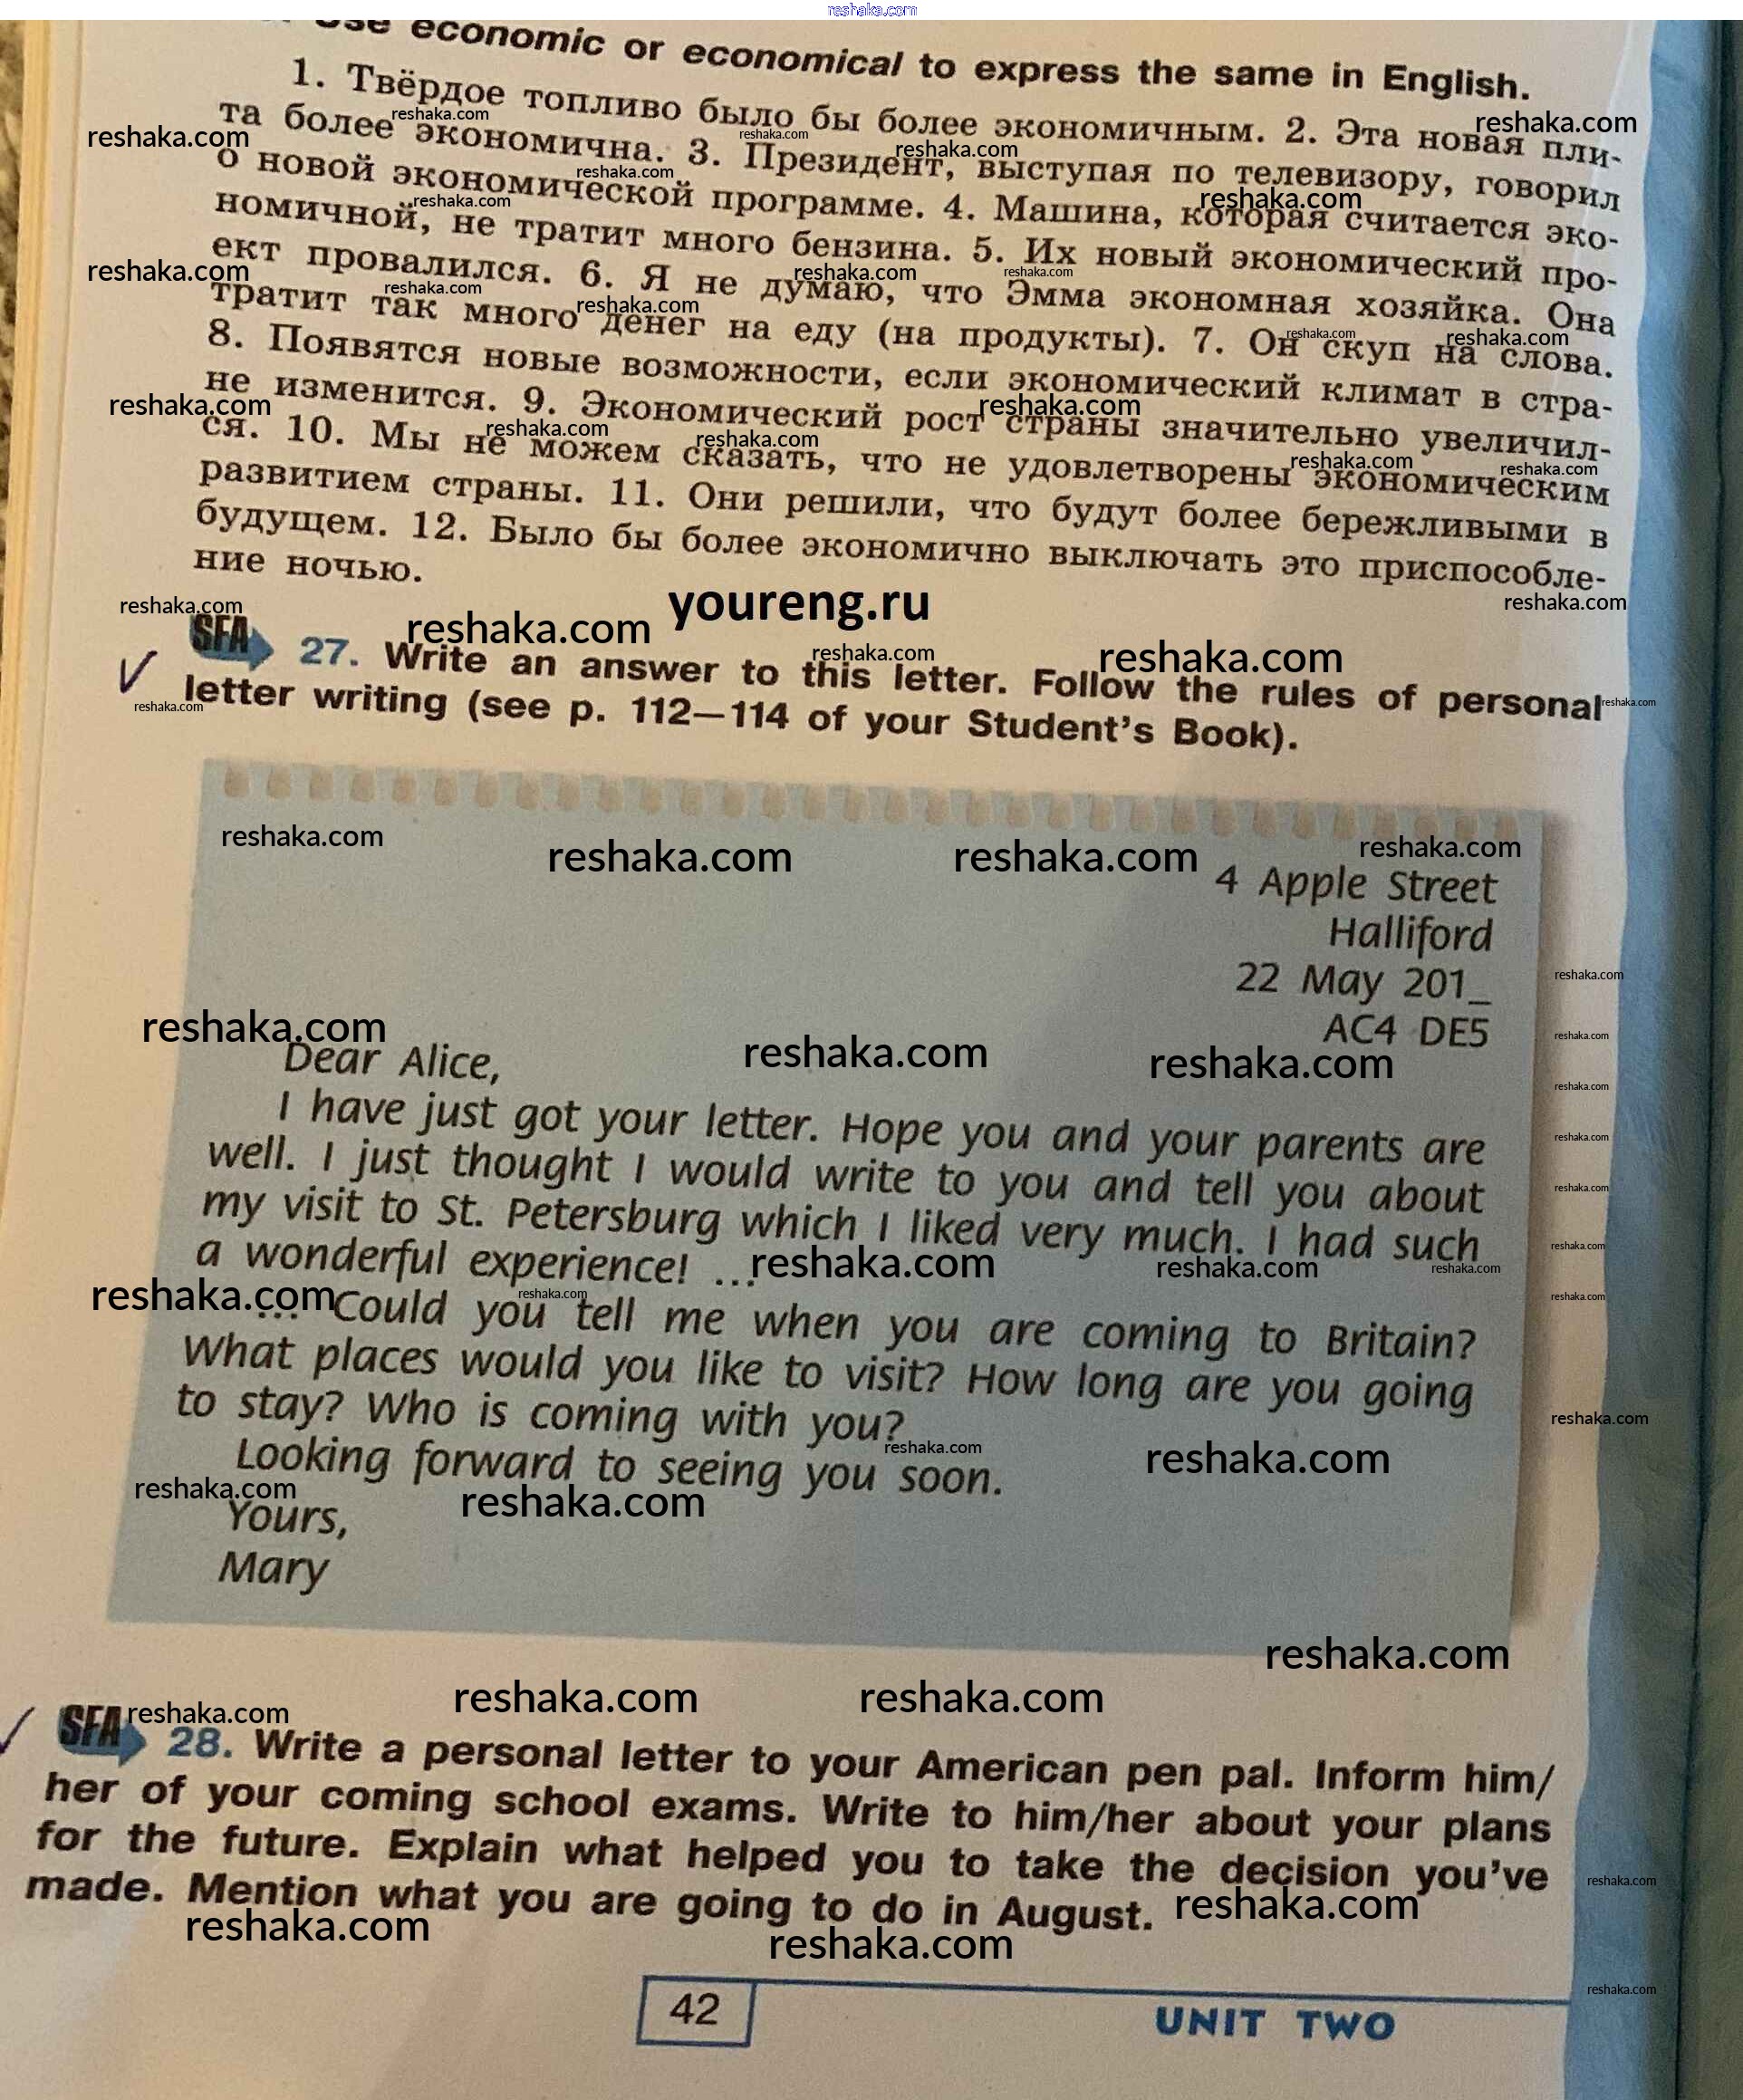 reshaka.com
Use economic or economical to express the same in English.
1. Твёрдое топливо было бы более экономичным. 2. Эта новая пли-
та более экономична. 3. Президент, выступая по телевизору, говорил
о новой экономической программе. 4. Машина, которая считается эко-
номичной, не тратит много бензина. 5. Их новый экономический про-
ект провалился. 6. Я не думаю, что Эмма экономная хозяйка. Она
тратит так много денег на еду (на продукты). 7. Он скуп на слова.
8. Появятся новые возможности, если экономический климат в стра-
не изменится. 9. Экономический рост страны значительно увеличил-
ся. 10. Мы не можем сказать, что не удовлетворены экономическим
развитием страны. 11. Они решили, что будут более бережливыми в
будущем. 12. Было бы более экономично выключать это приспособле-
ние ночью.
youreng.ru
SFA 27. Write an answer to this letter. Follow the rules of personal
letter writing (see p. 112—114 of your Student's Book).
4 Apple Street
Halliford
22 May 201_
AC4 DE5
Dear Alice,
I have just got your letter. Hope you and your parents are
well. I just thought I would write to you and tell you about
my visit to St. Petersburg which I liked very much. I had such
a wonderful experience! ...
... Could you tell me when you are coming to Britain?
What places would you like to visit? How long are you going
to stay? Who is coming with you?
Looking forward to seeing you soon.
Yours,
Mary
SFA 28. Write a personal letter to your American pen pal. Inform him/
her of your coming school exams. Write to him/her about your plans
for the future. Explain what helped you to take the decision you've
made. Mention what you are going to do in August.
42
UNIT TWO